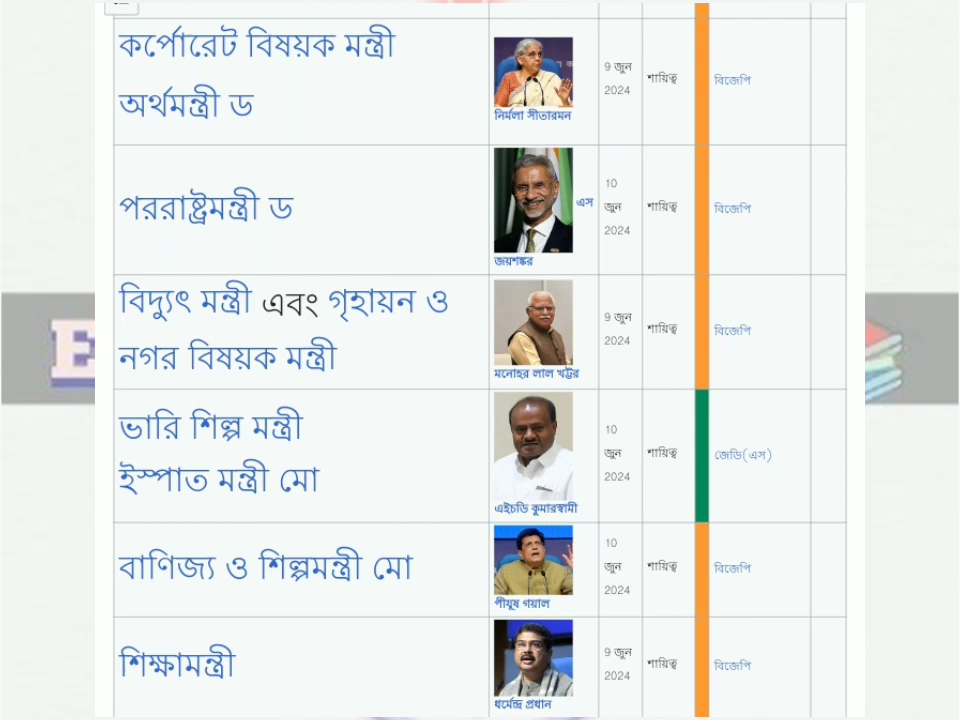 কর্পোরেট বিষয়ক মন্ত্রী
অর্থমন্ত্রী ড
নির্মলা সীতারমন
9 জুন
2024
শায়িত্ব
বিজেপি
পররাষ্ট্রমন্ত্রী ড
এস
জয়শঙ্কর
10
জুন
2024
শায়িত্ব
বিজেপি
বিদ্যুৎ মন্ত্রী এবং গৃহায়ন ও
নগর বিষয়ক মন্ত্রী
মনোহর লাল খট্টর
9 জুন
2024
শায়িত্ব
বিজেপি
ভারি শিল্প মন্ত্রী
ইস্পাত মন্ত্রী মো
এইচডি কুমারস্বামী
10
জুন
2024
শায়িত্ব
জেডি(এস)
বাণিজ্য ও শিল্পমন্ত্রী মো
পীযূষ গয়াল
10
জুন
2024
শায়িত্ব
বিজেপি
শিক্ষামন্ত্রী
ধর্মেন্দ্র প্রধান
9 জুন
2024
শায়িত্ব
বিজেপি